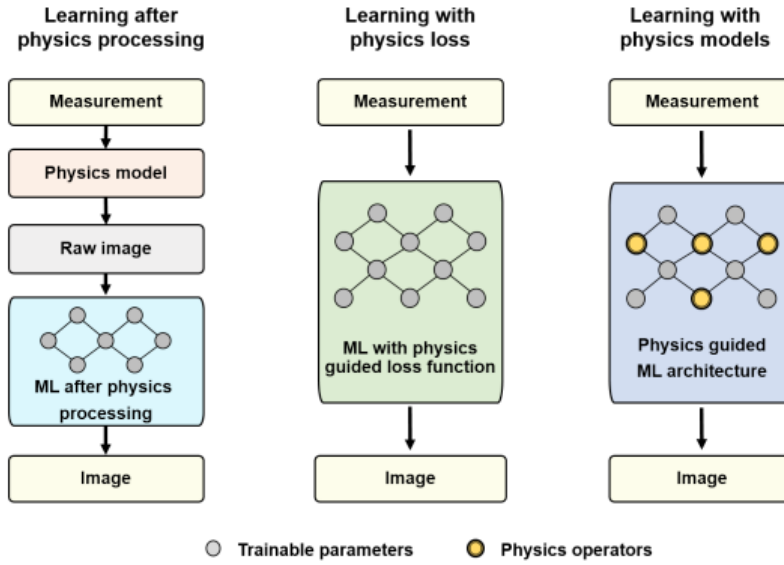 Learning after
physics processing
Measurement
Physics model
Raw image
ML after physics
processing
Image
Learning with
physics loss
Measurement
ML with physics
guided loss function
Image
Learning with
physics models
Measurement
Physics guided
ML architecture
Image
Trainable parameters
Physics operators